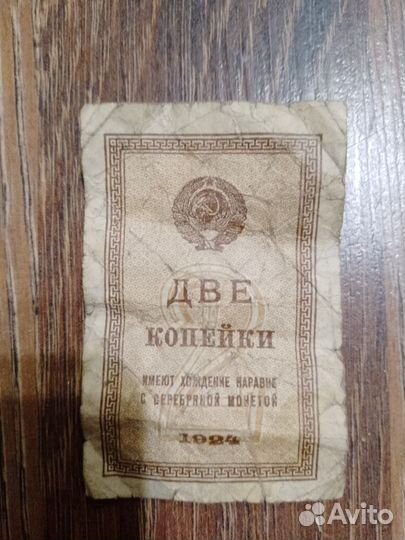 ДВЕ
КОПЕЙКИ
ИМЕЮТ ХОЖДЕНИЕ НАРАВНЕ
С СЕРЕБРЯНОЙ МОНЕТОЙ
1924
Avito